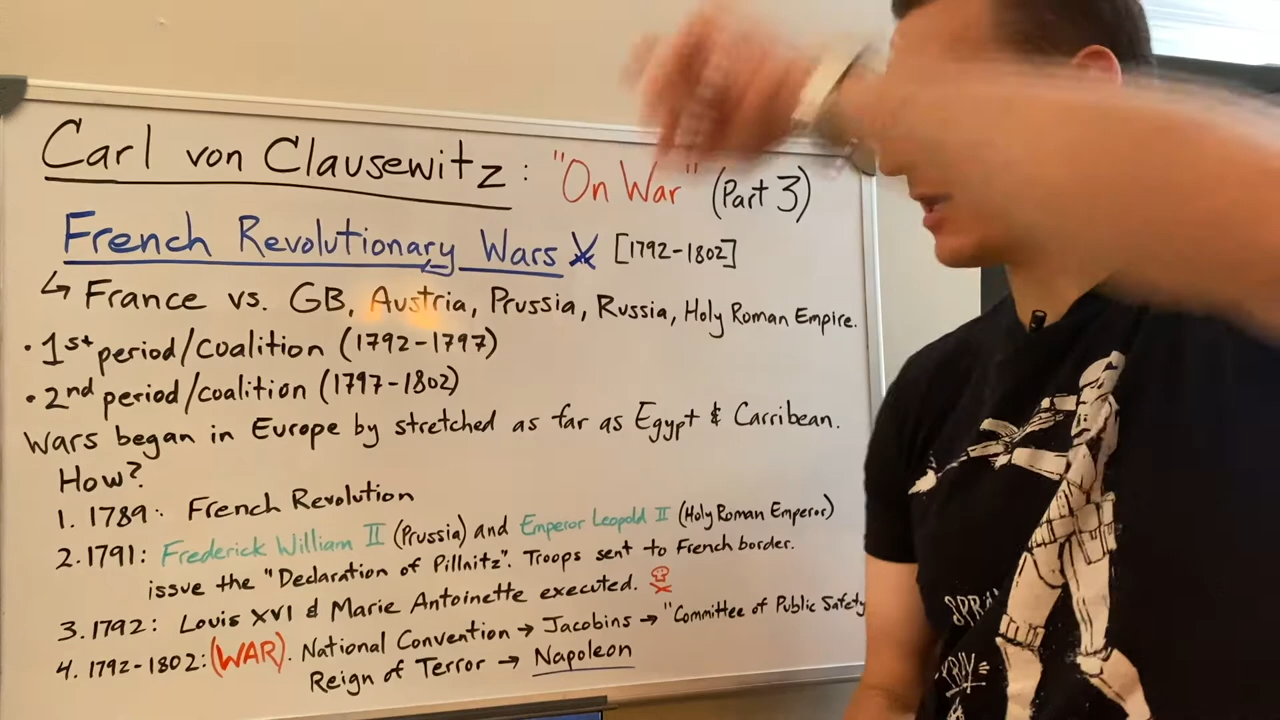 Carl von Clausewitz: "On War" (Part 3)
French Revolutionary Wars [1792-1802]
↳ France vs. GB, Austria, Prussia, Russia, Holy Roman Empire.
• 1st period/coalition (1792-1797)
• 2nd period/coalition (1797-1802)
Wars began in Europe by stretched as far as Egypt & Carribean.
How?
1. 1789: French Revolution
2. 1791: Frederick William II (Prussia) and Emperor Leopold II (Holy Roman Emperor)
issue the "Declaration of Pillnitz". Troops sent to French border.
3. 1792: Louis XVI & Marie Antoinette executed.
4. 1792-1802: (WAR). National Convention → Jacobins → "Committee of Public Safety
Reign of Terror → Napoleon